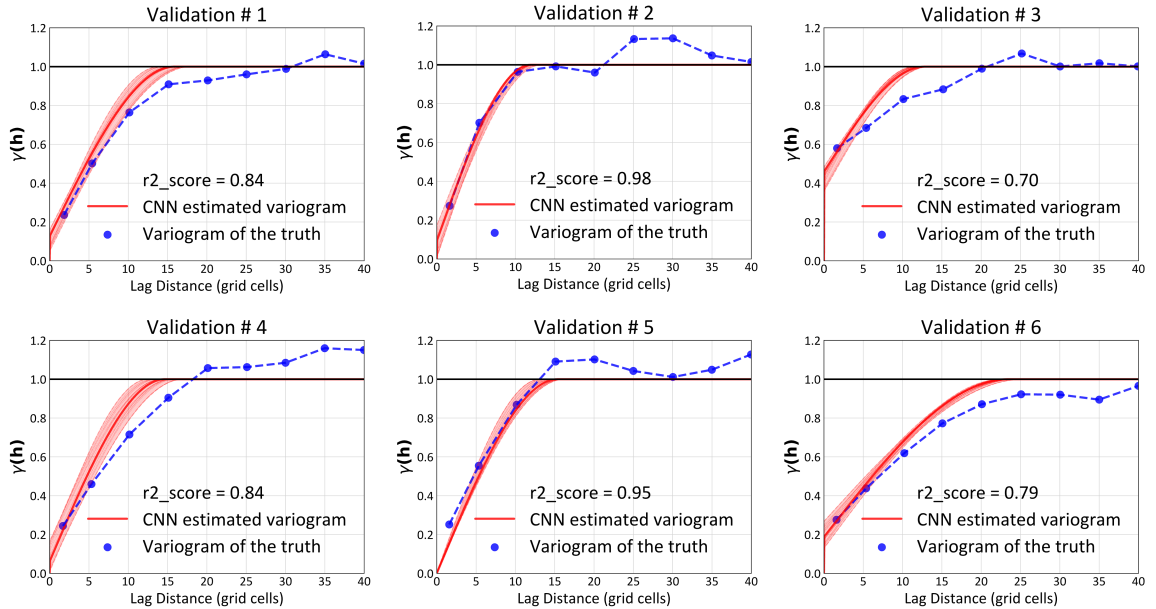 Validation # 1
1.2
1.0
0.8
0.6
0.4
0.2
0.0
γ(h)
r2_score = 0.84
CNN estimated variogram
Variogram of the truth
0 5 10 15 20 25 30 35 40
Lag Distance (grid cells)
Validation # 2
1.2
1.0
0.8
0.6
0.4
0.2
0.0
γ(h)
r2_score = 0.98
CNN estimated variogram
Variogram of the truth
0 5 10 15 20 25 30 35 40
Lag Distance (grid cells)
Validation # 3
1.2
1.0
0.8
0.6
0.4
0.2
0.0
γ(h)
r2_score = 0.70
CNN estimated variogram
Variogram of the truth
0 5 10 15 20 25 30 35 40
Lag Distance (grid cells)
Validation # 4
1.2
1.0
0.8
0.6
0.4
0.2
0.0
γ(h)
r2_score = 0.84
CNN estimated variogram
Variogram of the truth
0 5 10 15 20 25 30 35 40
Lag Distance (grid cells)
Validation # 5
1.2
1.0
0.8
0.6
0.4
0.2
0.0
γ(h)
r2_score = 0.95
CNN estimated variogram
Variogram of the truth
0 5 10 15 20 25 30 35 40
Lag Distance (grid cells)
Validation # 6
1.2
1.0
0.8
0.6
0.4
0.2
0.0
γ(h)
r2_score = 0.79
CNN estimated variogram
Variogram of the truth
0 5 10 15 20 25 30 35 40
Lag Distance (grid cells)